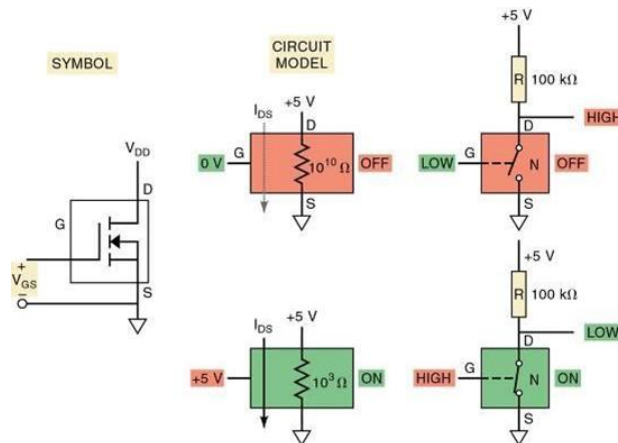 SYMBOL
V_DD
D
G
+
V_GS
–
S
CIRCUIT
MODEL
I_DS
+5 V
D
0 V
G
10^10 Ω
OFF
S
I_DS
+5 V
+5 V
10^3 Ω
ON
+5 V
R
100 kΩ
D
HIGH
LOW
G
N
OFF
S
+5 V
R
100 kΩ
LOW
D
HIGH
G
N
ON
S